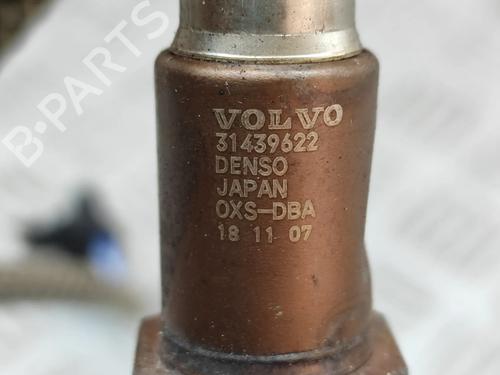 B-PARTS
VOLVO
31439622
DENSO
JAPAN
OXS-DBA
18 11 07